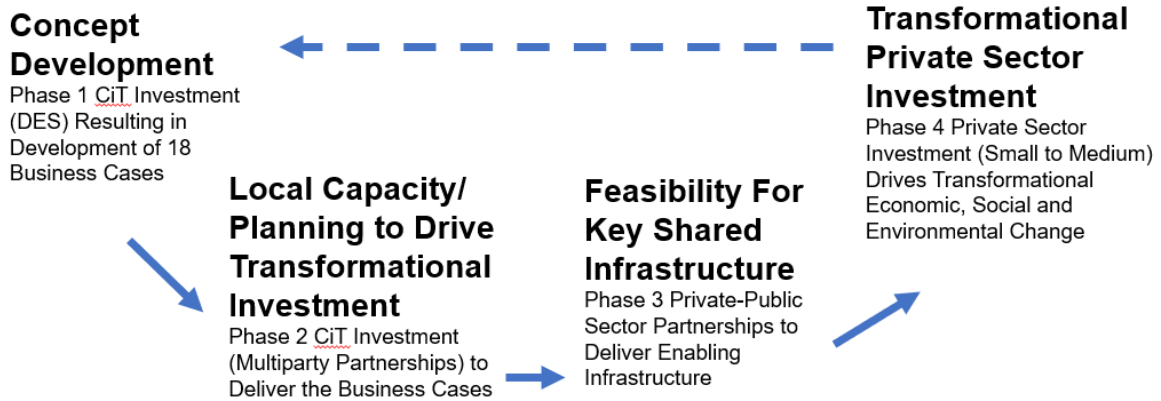 Concept
Development
Phase 1 CiT Investment
(DES) Resulting in
Development of 18
Business Cases
Local Capacity/
Planning to Drive
Transformational
Investment
Phase 2 CiT Investment
(Multiparty Partnerships) to
Deliver the Business Cases
Feasibility For
Key Shared
Infrastructure
Phase 3 Private-Public
Sector Partnerships to
Deliver Enabling
Infrastructure
Transformational
Private Sector
Investment
Phase 4 Private Sector
Investment (Small to Medium)
Drives Transformational
Economic, Social and
Environmental Change